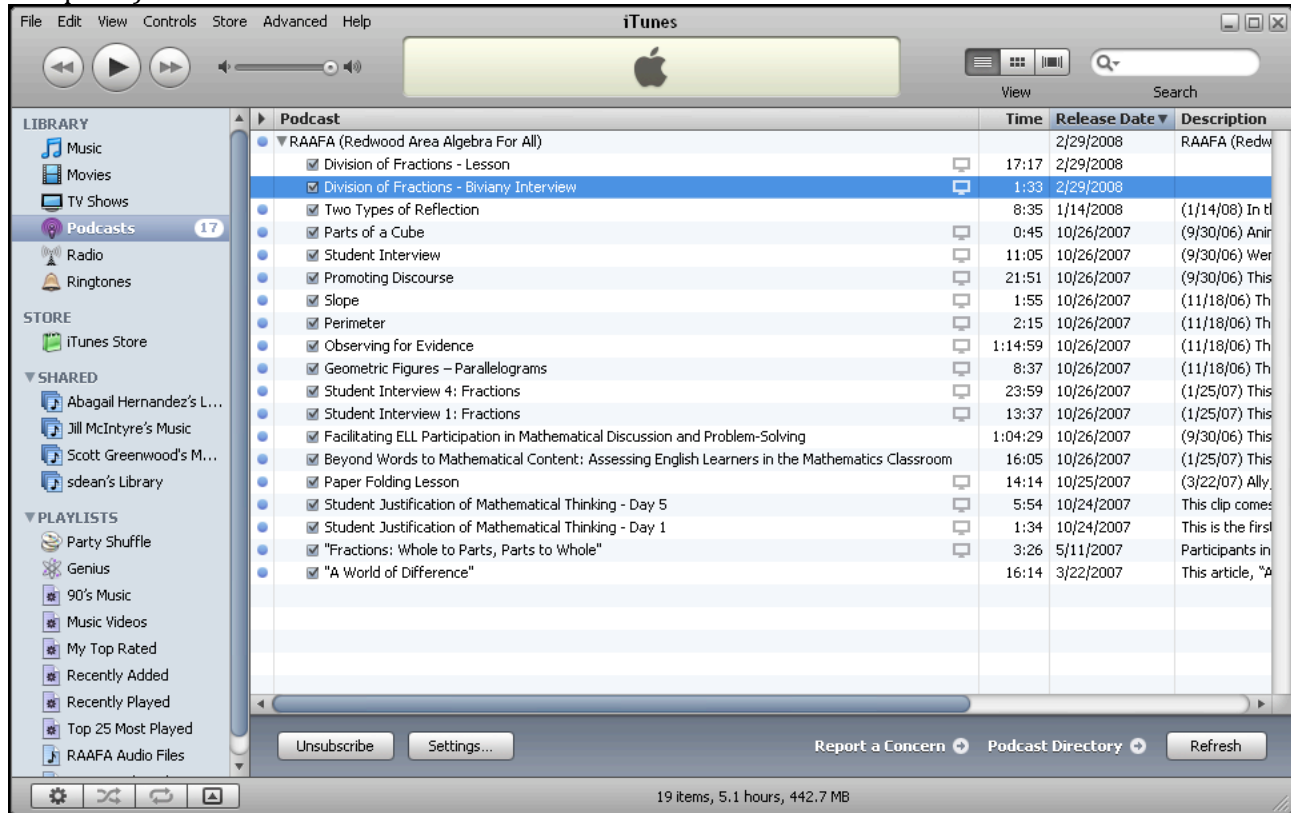 File Edit View Controls Store Advanced Help iTunes
View Search
LIBRARY
Music
Movies
TV Shows
Podcasts 17
Radio
Ringtones
STORE
iTunes Store
SHARED
Abagail Hernandez's L...
Jill McIntyre's Music
Scott Greenwood's M...
sdean's Library
PLAYLISTS
Party Shuffle
Genius
90's Music
Music Videos
My Top Rated
Recently Added
Recently Played
Top 25 Most Played
RAAFA Audio Files
Podcast Time Release Date Description
RAAFA (Redwood Area Algebra For All) 2/29/2008 RAAFA (Redw
Division of Fractions - Lesson 17:17 2/29/2008
Division of Fractions - Biviany Interview 1:33 2/29/2008
Two Types of Reflection 8:35 1/14/2008 (1/14/08) In tl
Parts of a Cube 0:45 10/26/2007 (9/30/06) Anir
Student Interview 11:05 10/26/2007 (9/30/06) Wer
Promoting Discourse 21:51 10/26/2007 (9/30/06) This
Slope 1:55 10/26/2007 (11/18/06) Th
Perimeter 2:15 10/26/2007 (11/18/06) Th
Observing for Evidence 1:14:59 10/26/2007 (11/18/06) Th
Geometric Figures – Parallelograms 8:37 10/26/2007 (11/18/06) Th
Student Interview 4: Fractions 23:59 10/26/2007 (1/25/07) This
Student Interview 1: Fractions 13:37 10/26/2007 (1/25/07) This
Facilitating ELL Participation in Mathematical Discussion and Problem-Solving 1:04:29 10/26/2007 (9/30/06) This
Beyond Words to Mathematical Content: Assessing English Learners in the Mathematics Classroom 16:05 10/26/2007 (1/25/07) This
Paper Folding Lesson 14:14 10/25/2007 (3/22/07) Ally
Student Justification of Mathematical Thinking - Day 5 5:54 10/24/2007 This clip comes
Student Justification of Mathematical Thinking - Day 1 1:34 10/24/2007 This is the first
"Fractions: Whole to Parts, Parts to Whole" 3:26 5/11/2007 Participants in
"A World of Difference" 16:14 3/22/2007 This article, "A
Unsubscribe Settings... Report a Concern Podcast Directory Refresh
19 items, 5.1 hours, 442.7 MB